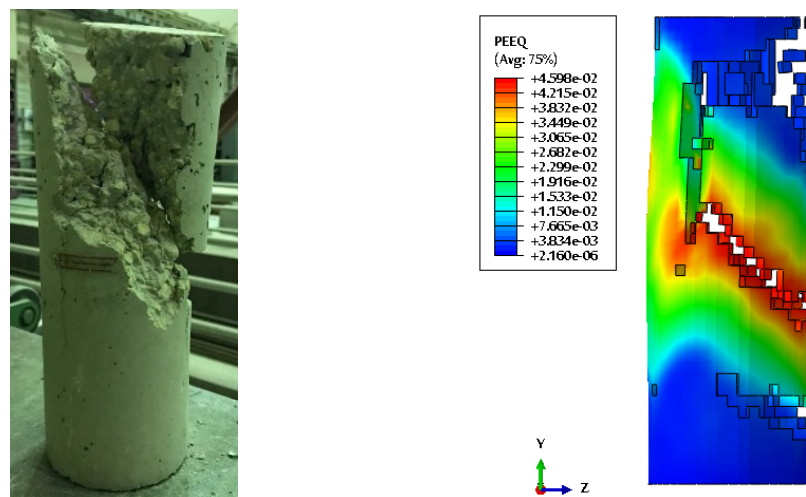 PEEQ
(Avg: 75%)
+4.598e-02
+4.215e-02
+3.832e-02
+3.449e-02
+3.065e-02
+2.682e-02
+2.299e-02
+1.916e-02
+1.533e-02
+1.150e-02
+7.665e-03
+3.834e-03
+2.160e-06
Y
Z